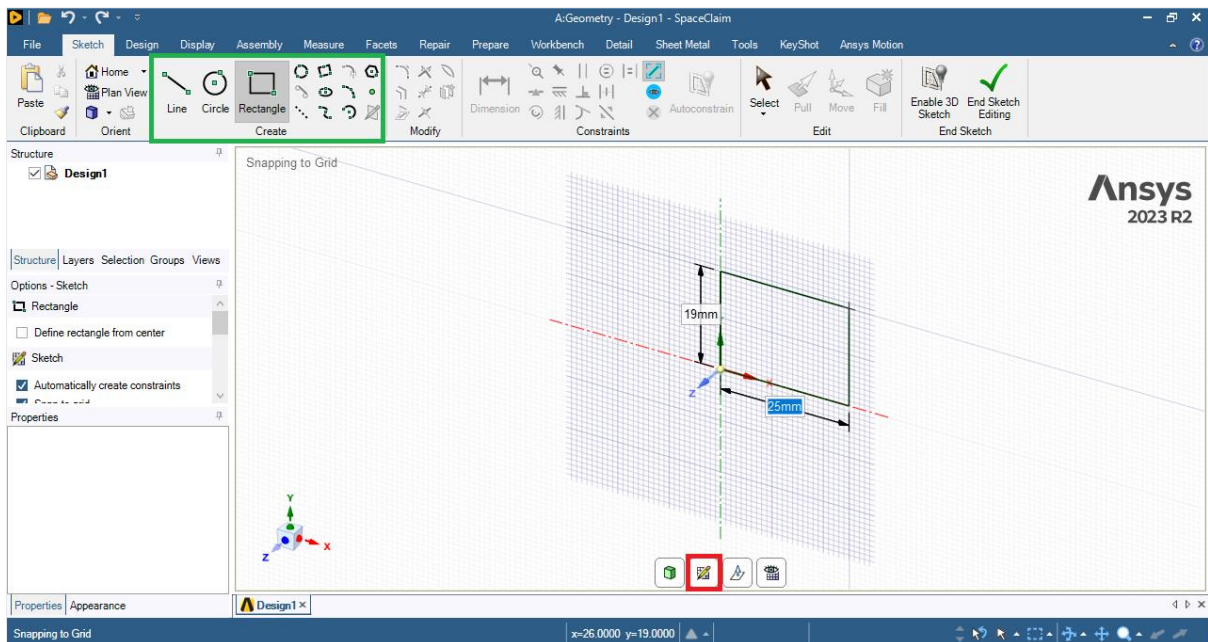 A:Geometry - Design1 - SpaceClaim
File Sketch Design Display Assembly Measure Facets Repair Prepare Workbench Detail Sheet Metal Tools KeyShot Ansys Motion
Paste
Clipboard
Home
Plan View
Orient
Line Circle Rectangle
Create
Modify
Dimension
Autoconstrain
Constraints
Select Pull Move Fill
Edit
Enable 3D Sketch
End Sketch Editing
End Sketch
Structure
Design1
Structure Layers Selection Groups Views
Options - Sketch
Rectangle
Define rectangle from center
Sketch
Automatically create constraints
Snap to grid
Properties
Properties Appearance
Snapping to Grid
Ansys
2023 R2
19mm
X
Z
25mm
Y
X
Z
Design1
Snapping to Grid
x=26.0000 y=19.0000